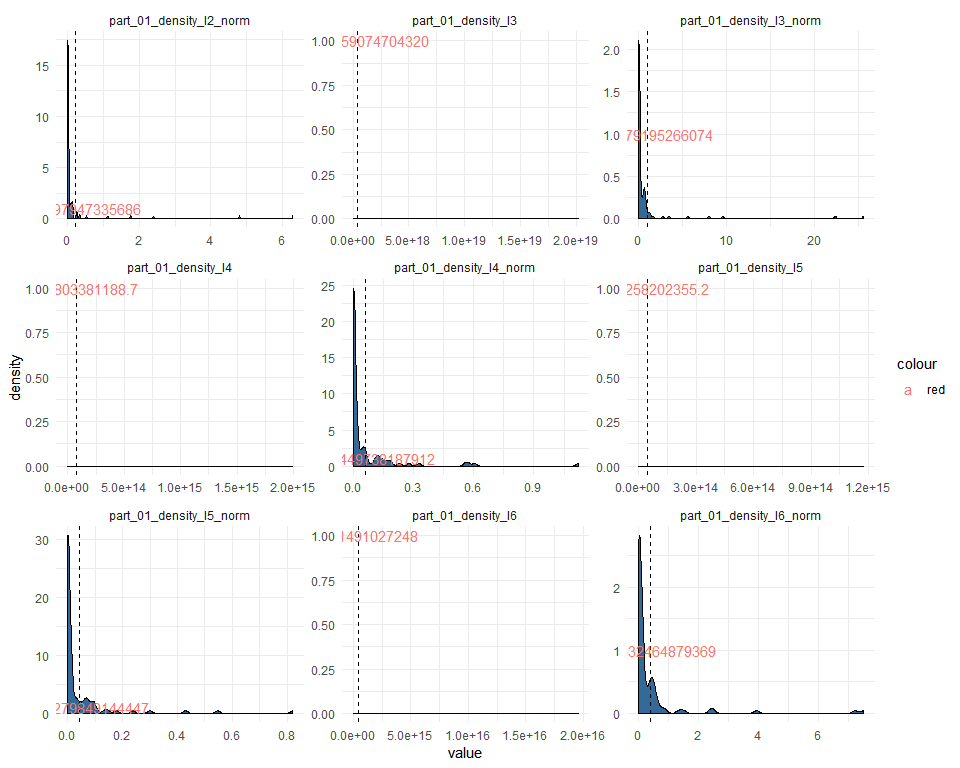 part_01_density_l2_norm
part_01_density_l3
part_01_density_l3_norm
15
10
5
0
97947335686
0 2 4 6
1.00
0.75
0.50
0.25
0.00
59074704320
0.0e+00 5.0e+18 1.0e+19 1.5e+19 2.0e+19
2.0
1.5
1.0
0.5
0.0
79195266074
0 10 20
part_01_density_l4
part_01_density_l4_norm
part_01_density_l5
1.00
0.75
0.50
0.25
0.00
803381188.7
0.0e+00 5.0e+14 1.0e+15 1.5e+15 2.0e+15
25
20
15
10
5
0
449738187912
0.0 0.3 0.6 0.9
1.00
0.75
0.50
0.25
0.00
258202355.2
0.0e+00 3.0e+14 6.0e+14 9.0e+14 1.2e+15
part_01_density_l5_norm
part_01_density_l6
part_01_density_l6_norm
30
20
10
0
279849144447
0.0 0.2 0.4 0.6 0.8
1.00
0.75
0.50
0.25
0.00
1491027248
0.0e+00 5.0e+15 1.0e+16 1.5e+16 2.0e+16
2
1
0
32464879369
0 2 4 6
density
value
colour
a red